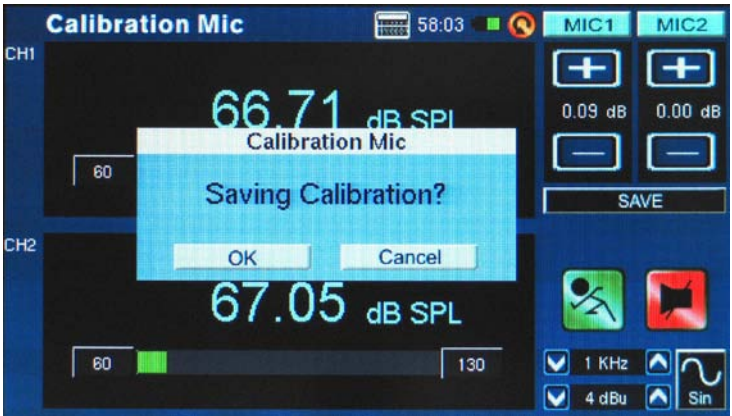 Calibration Mic 58:03 MIC1 MIC2
CH1
66.71 dB SPL
0.09 dB 0.00 dB
Calibration Mic
60
Saving Calibration?
SAVE
CH2
OK Cancel
67.05 dB SPL
60 130
1 KHz
4 dBu Sin